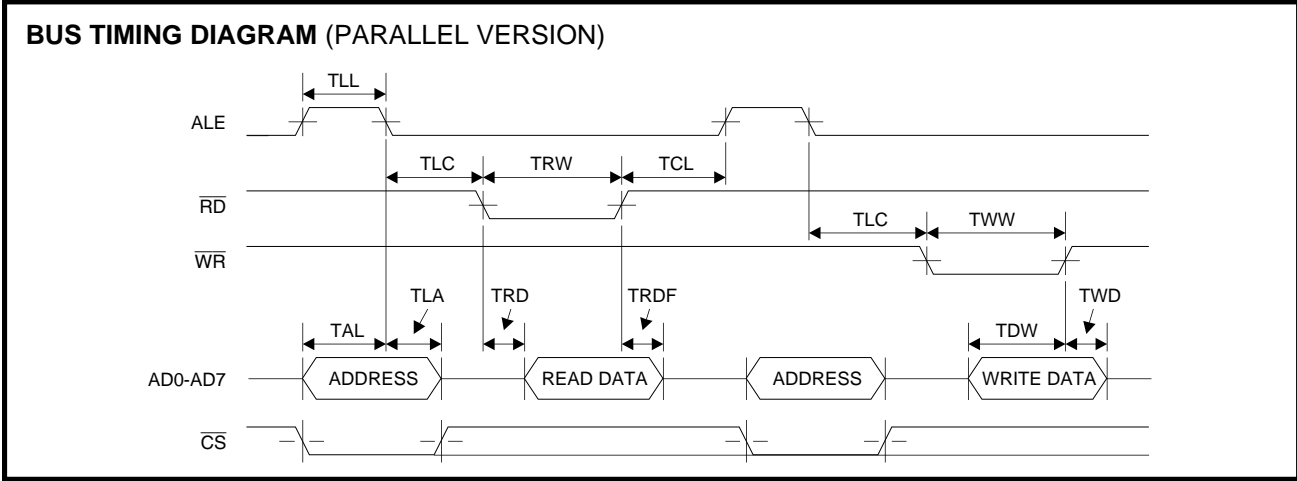 BUS TIMING DIAGRAM (PARALLEL VERSION)
TLL
ALE
TLC TRW TCL
RD
TLC TWW
WR
TLA TRD TRDF TWD
TAL TDW
AD0-AD7 ADDRESS READ DATA ADDRESS WRITE DATA
CS